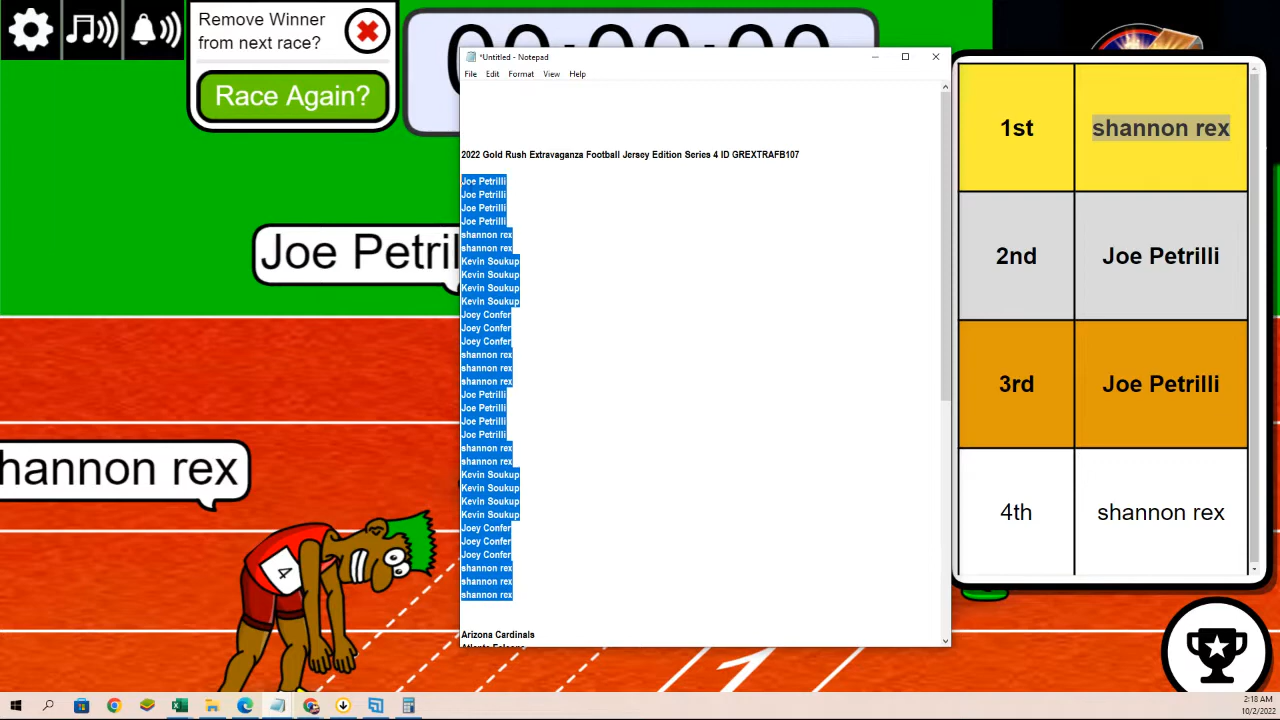 Remove Winner
from next race?
Race Again?
00:00:00
*Untitled - Notepad
File Edit Format View Help
2022 Gold Rush Extravaganza Football Jersey Edition Series 4 ID GREXTRAFB107
Joe Petrilli
Joe Petrilli
Joe Petrilli
Joe Petrilli
shannon rex
shannon rex
Kevin Soukup
Kevin Soukup
Kevin Soukup
Kevin Soukup
Joey Confer
Joey Confer
Joey Confer
shannon rex
shannon rex
shannon rex
Joe Petrilli
Joe Petrilli
Joe Petrilli
Joe Petrilli
shannon rex
shannon rex
Kevin Soukup
Kevin Soukup
Kevin Soukup
Kevin Soukup
Joey Confer
Joey Confer
Joey Confer
shannon rex
shannon rex
shannon rex
Arizona Cardinals
Atlanta Falcons
1st shannon rex
2nd Joe Petrilli
3rd Joe Petrilli
4th shannon rex
Joe Petril
hannon rex
4
1
2:18 AM
10/2/2022